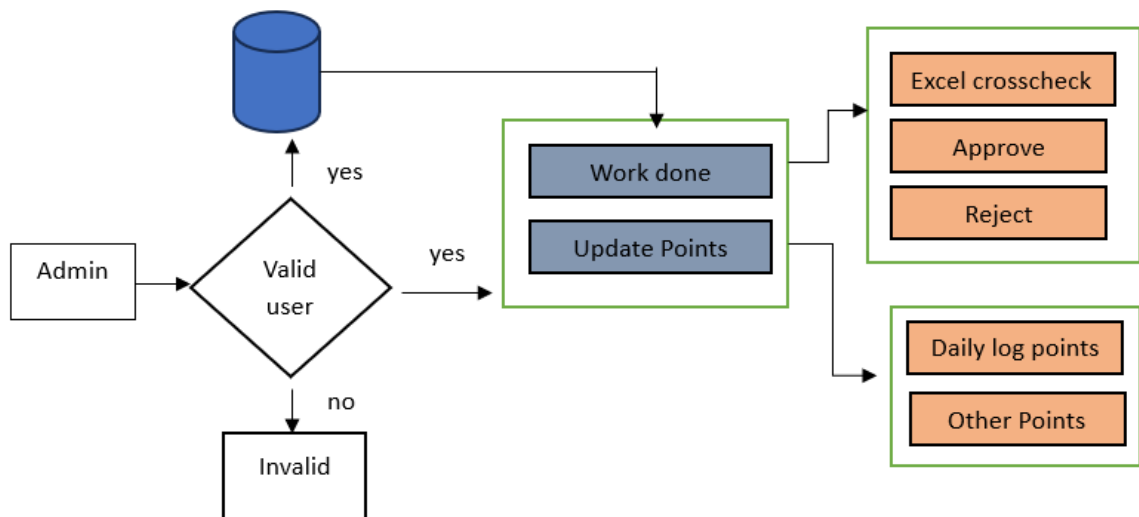 Excel crosscheck
Approve
Reject
Work done
Update Points
yes
yes
Admin
Valid
user
no
Invalid
Daily log points
Other Points